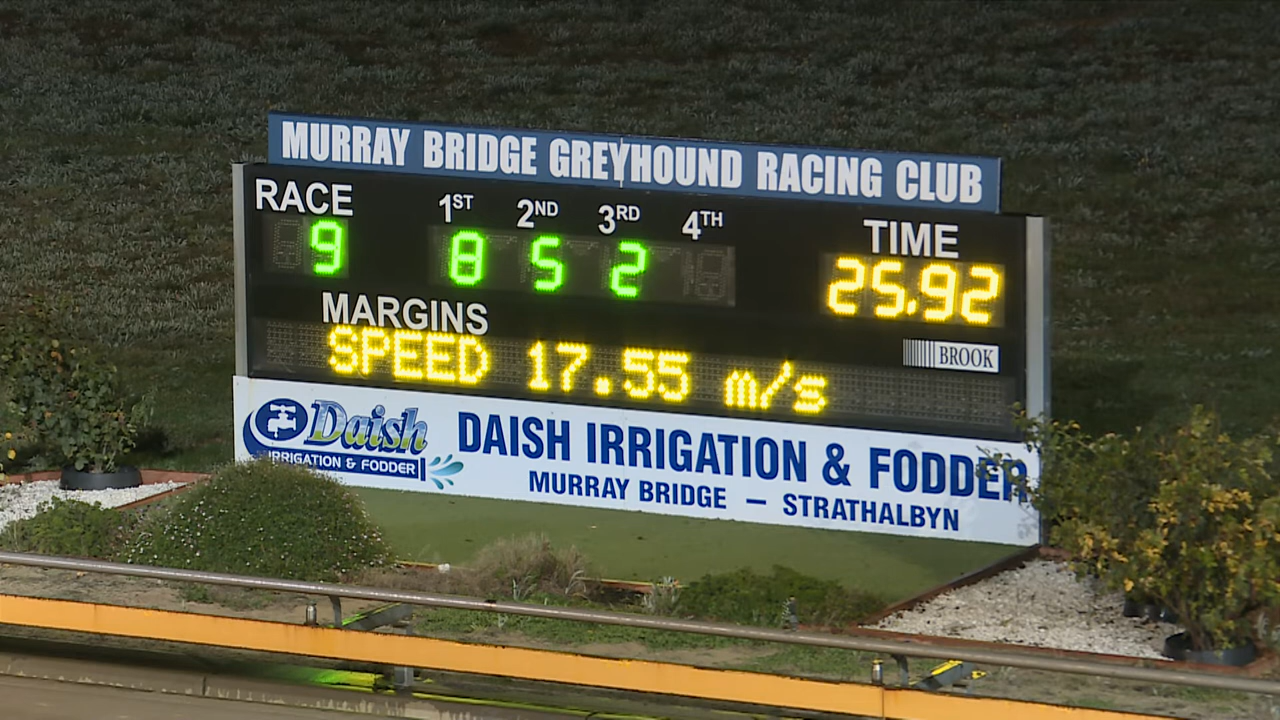 MURRAY BRIDGE GREYHOUND RACING CLUB
RACE 1ST 2ND 3RD 4TH TIME
9 8 5 2 25.92
MARGINS
BROOK
SPEED 17.55 m/s
Daish
IRRIGATION & FODDER
DAISH IRRIGATION & FODDER
MURRAY BRIDGE — STRATHALBYN